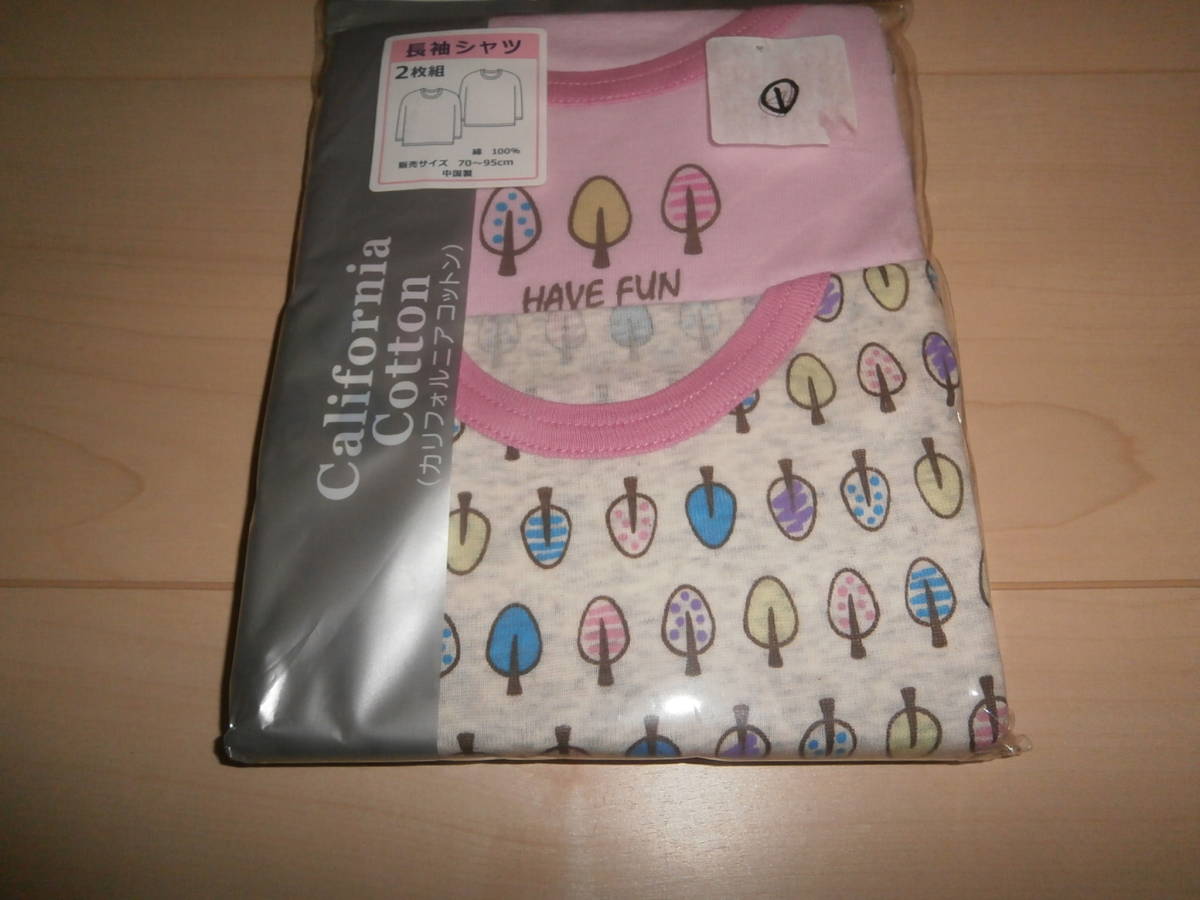 長袖シャツ
2枚組
綿 100%
販売サイズ 70～95cm
中国製
HAVE FUN
California
Cotton
(カリフォルニア コットン)